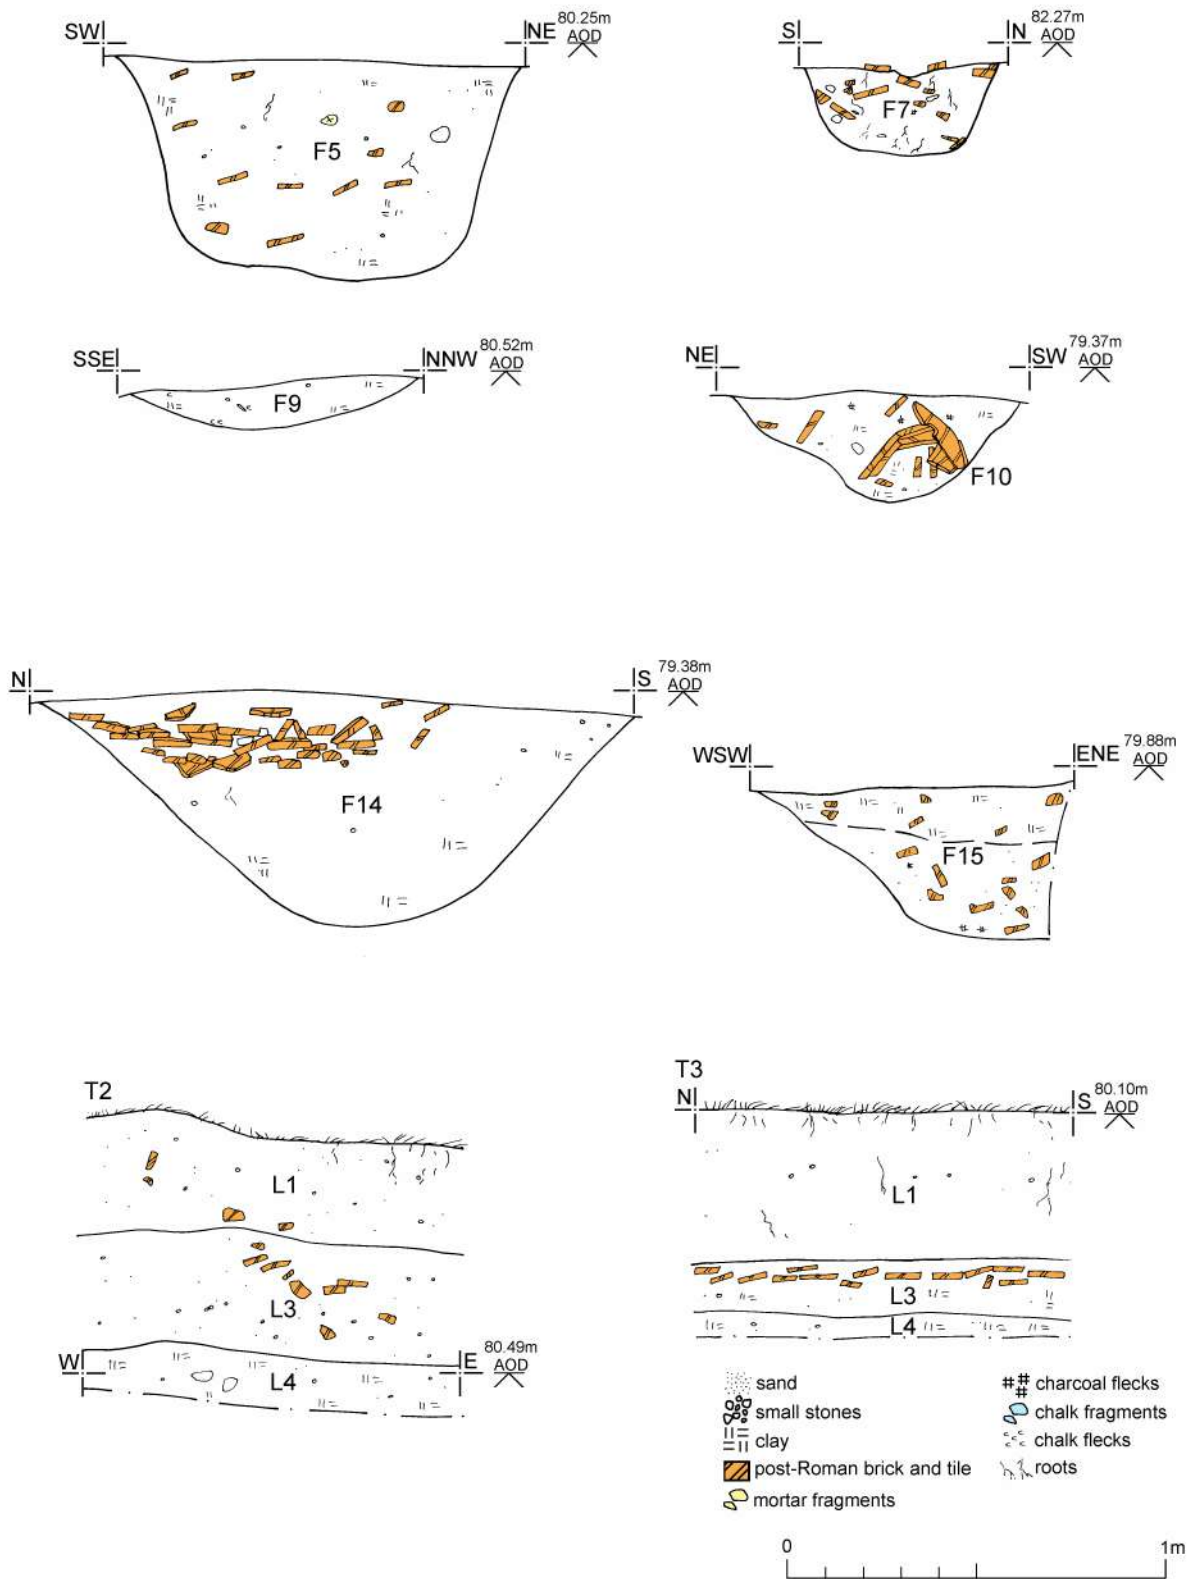 SW NE 80.25m AOD
F5
S N 82.27m AOD
F7
SSE NNW 80.52m AOD
F9
NE SW 79.37m AOD
F10
N S 79.38m AOD
F14
WSW ENE 79.88m AOD
F15
T2
L1
L3
W E 80.49m AOD
L4
T3
N S 80.10m AOD
L1
L3
L4
sand
small stones
clay
post-Roman brick and tile
mortar fragments
charcoal flecks
chalk fragments
chalk flecks
roots
0 1m